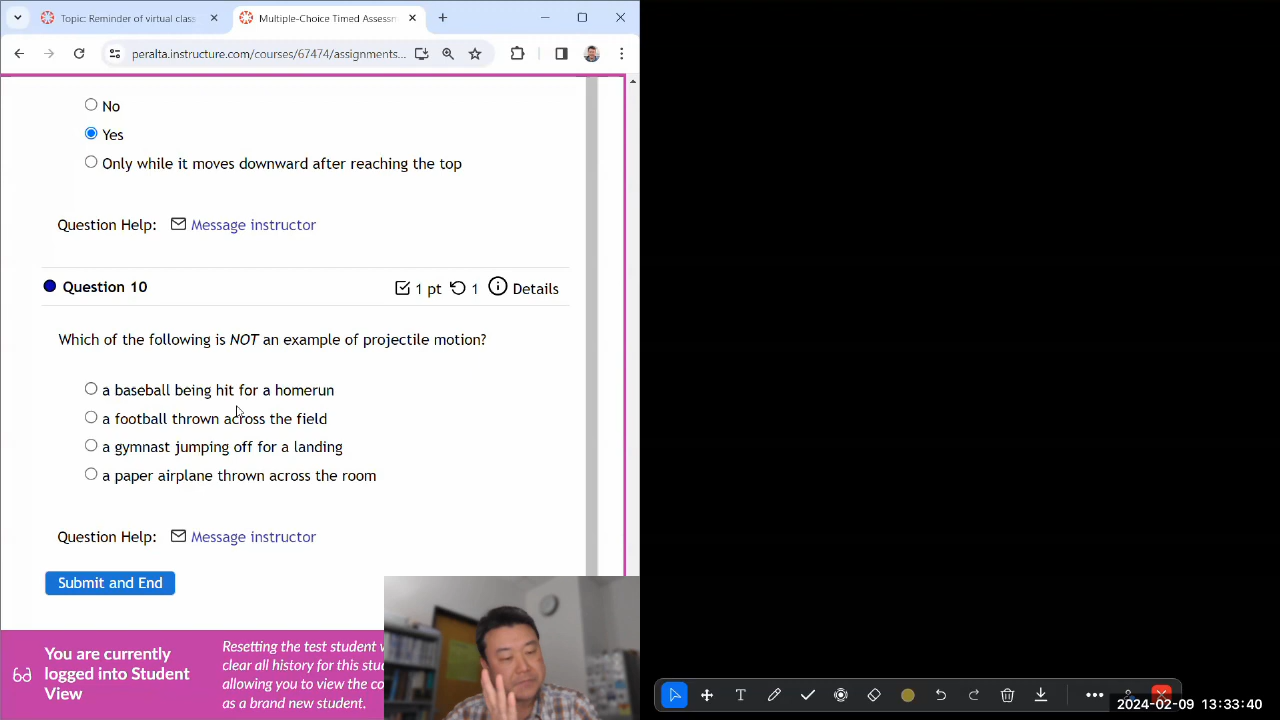 Topic: Reminder of virtual class
Multiple-Choice Timed Assessm
peralta.instructure.com/courses/67474/assignments...
No
Yes
Only while it moves downward after reaching the top
Question Help: Message instructor
Question 10
1 pt 1 Details
Which of the following is NOT an example of projectile motion?
a baseball being hit for a homerun
a football thrown across the field
a gymnast jumping off for a landing
a paper airplane thrown across the room
Question Help: Message instructor
Submit and End
You are currently
logged into Student
View
Resetting the test student
clear all history for this stu
allowing you to view the co
as a brand new student.
2024-02-09 13:33:40